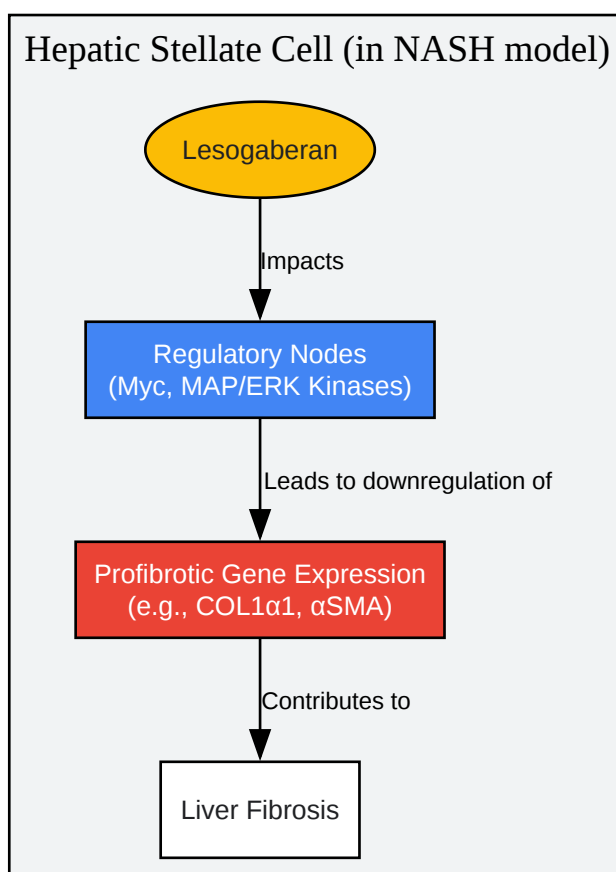 Hepatic Stellate Cell (in NASH model)
Lesogaberan
Impacts
Regulatory Nodes
(Myc, MAP/ERK Kinases)
Leads to downregulation of
Profibrotic Gene Expression
(e.g., COL1α1, αSMA)
Contributes to
Liver Fibrosis